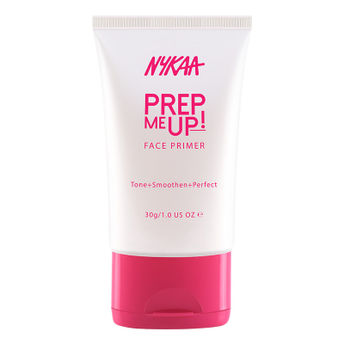 NYKAA
PREP
ME UP!
FACE PRIMER
Tone+Smoothen+Perfect
30g/1.0 US OZ ℮